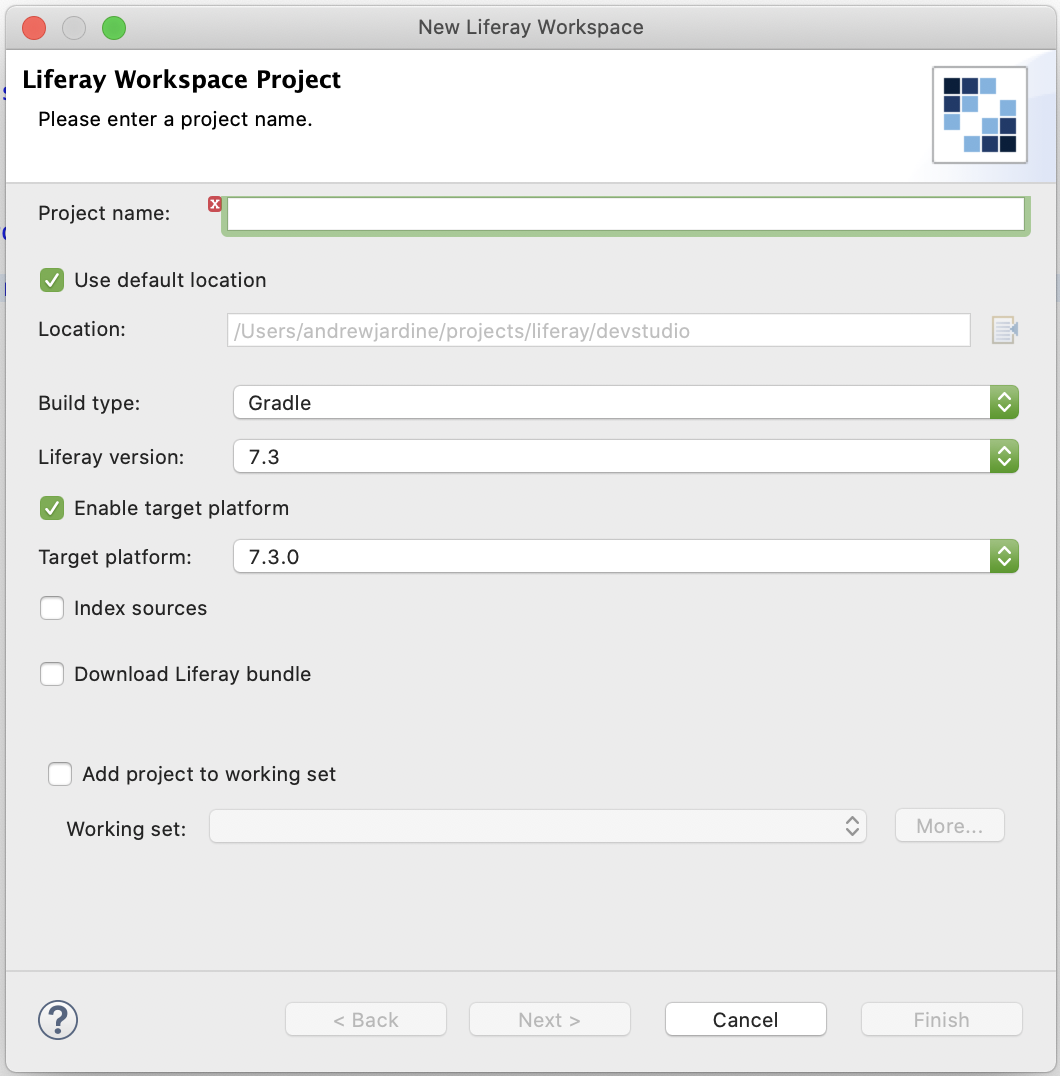 New Liferay Workspace
Liferay Workspace Project
Please enter a project name.
Project name:
Use default location
Location: /Users/andrewjardine/projects/liferay/devstudio
Build type: Gradle
Liferay version: 7.3
Enable target platform
Target platform: 7.3.0
Index sources
Download Liferay bundle
Add project to working set
Working set: More...
? < Back Next > Cancel Finish